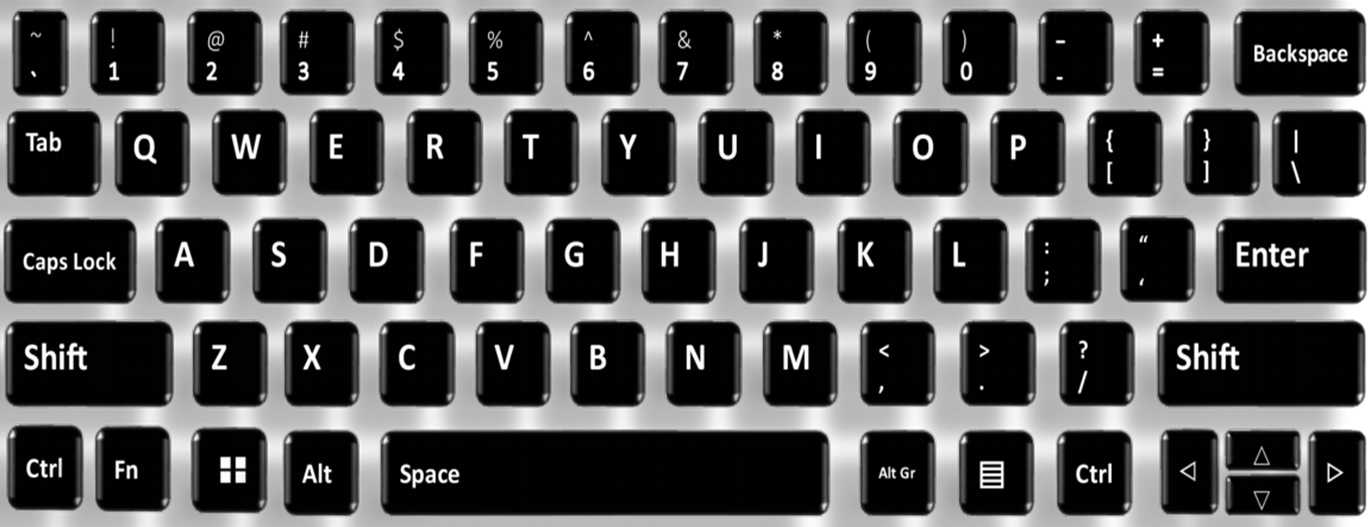 ~ ! @ # $ % ^ & * ( ) – +
` 1 2 3 4 5 6 7 8 9 0 - = Backspace
Tab Q W E R T Y U I O P { } |
[ ] \
Caps Lock A S D F G H J K L : “ Enter
; ‘
Shift Z X C V B N M < > ? Shift
, . /
Ctrl Fn Alt Space Alt Gr Ctrl ◁ △ ▷
▽